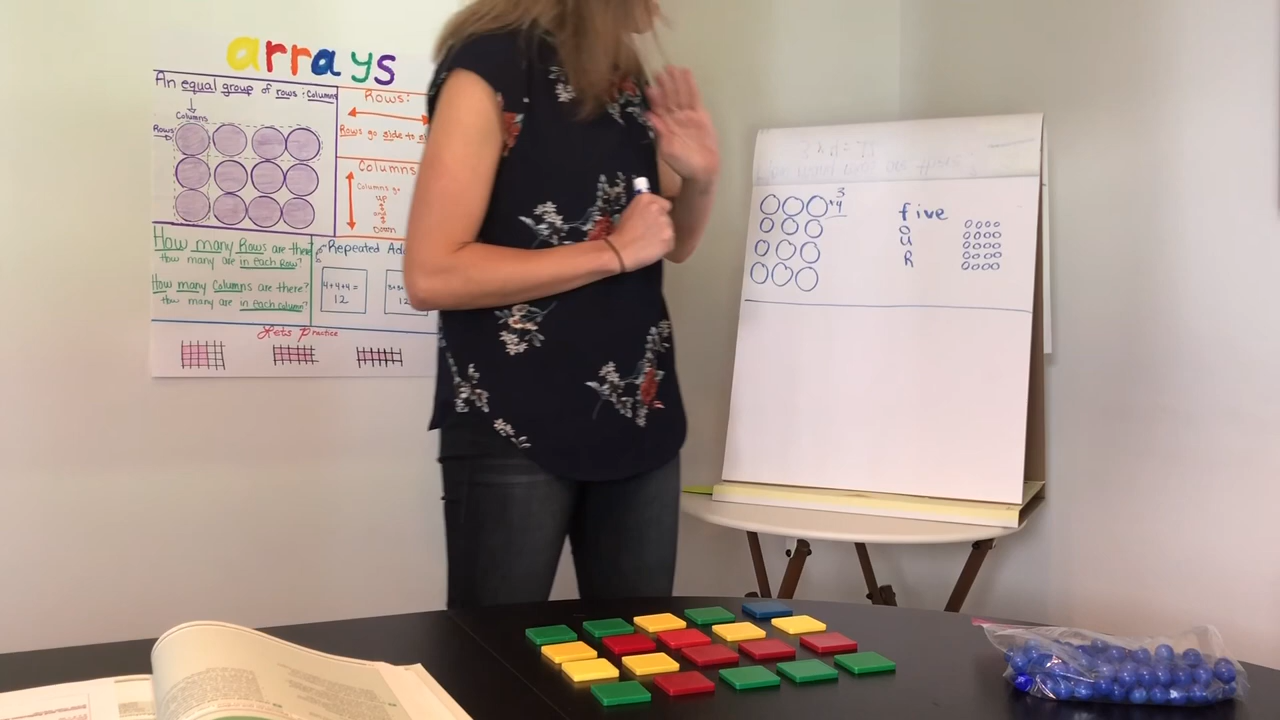 arrays
An equal group of rows : Columns
Columns
Rows
Rows:
Rows go side to
Columns
Columns go
up
and
Down
How many Rows are there
How many are in each Row?
How many Columns are there?
How many are in each column?
Repeated
4+4+4=
12
12
Lets Practice
3
+4
five
O
U
R